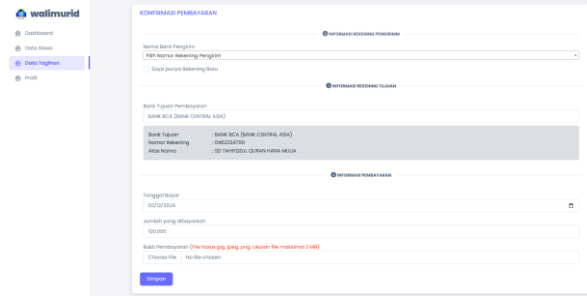 walimurid
KONFIRMASI PEMBAYARAN
Dashboard
Data Siswa
Data Tagihan
Profil
INFORMASI REKENING PENGIRIM
Nama Bank Pengirim
Pilih Nomor Rekening Pengirim
Saya punya Rekening Baru
INFORMASI REKENING TUJUAN
Bank Tujuan Pembayaran
BANK BCA (BANK CENTRAL ASIA)
Bank Tujuan : BANK BCA (BANK CENTRAL ASIA)
Nomor Rekening :
Atas Nama : SD TAHFIDZUL QURAN HANA MULIA
INFORMASI PEMBAYARAN
Tanggal Bayar
03/12/2024
Jumlah yang dibayarkan
100.000
Bukti Pembayaran (File harus jpg, jpeg, png. Ukuran file maksimal 2 MB)
Choose File No file chosen
Simpan